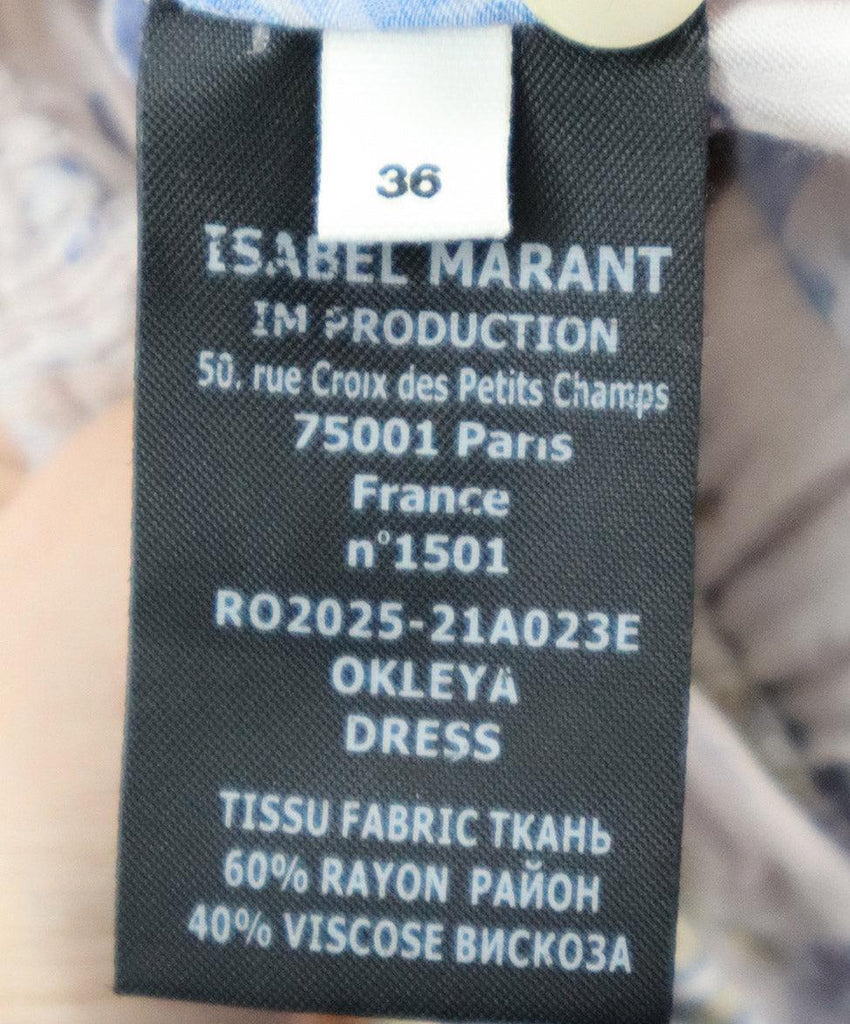 36
ISABEL MARANT
IM PRODUCTION
50, rue Croix des Petits Champs
75001 Paris
France
n°1501
RO2025-21A023E
OKLEYA
DRESS
TISSU FABRIC ТКАНЬ
60% RAYON РАЙОН
40% VISCOSE ВИСКОЗА